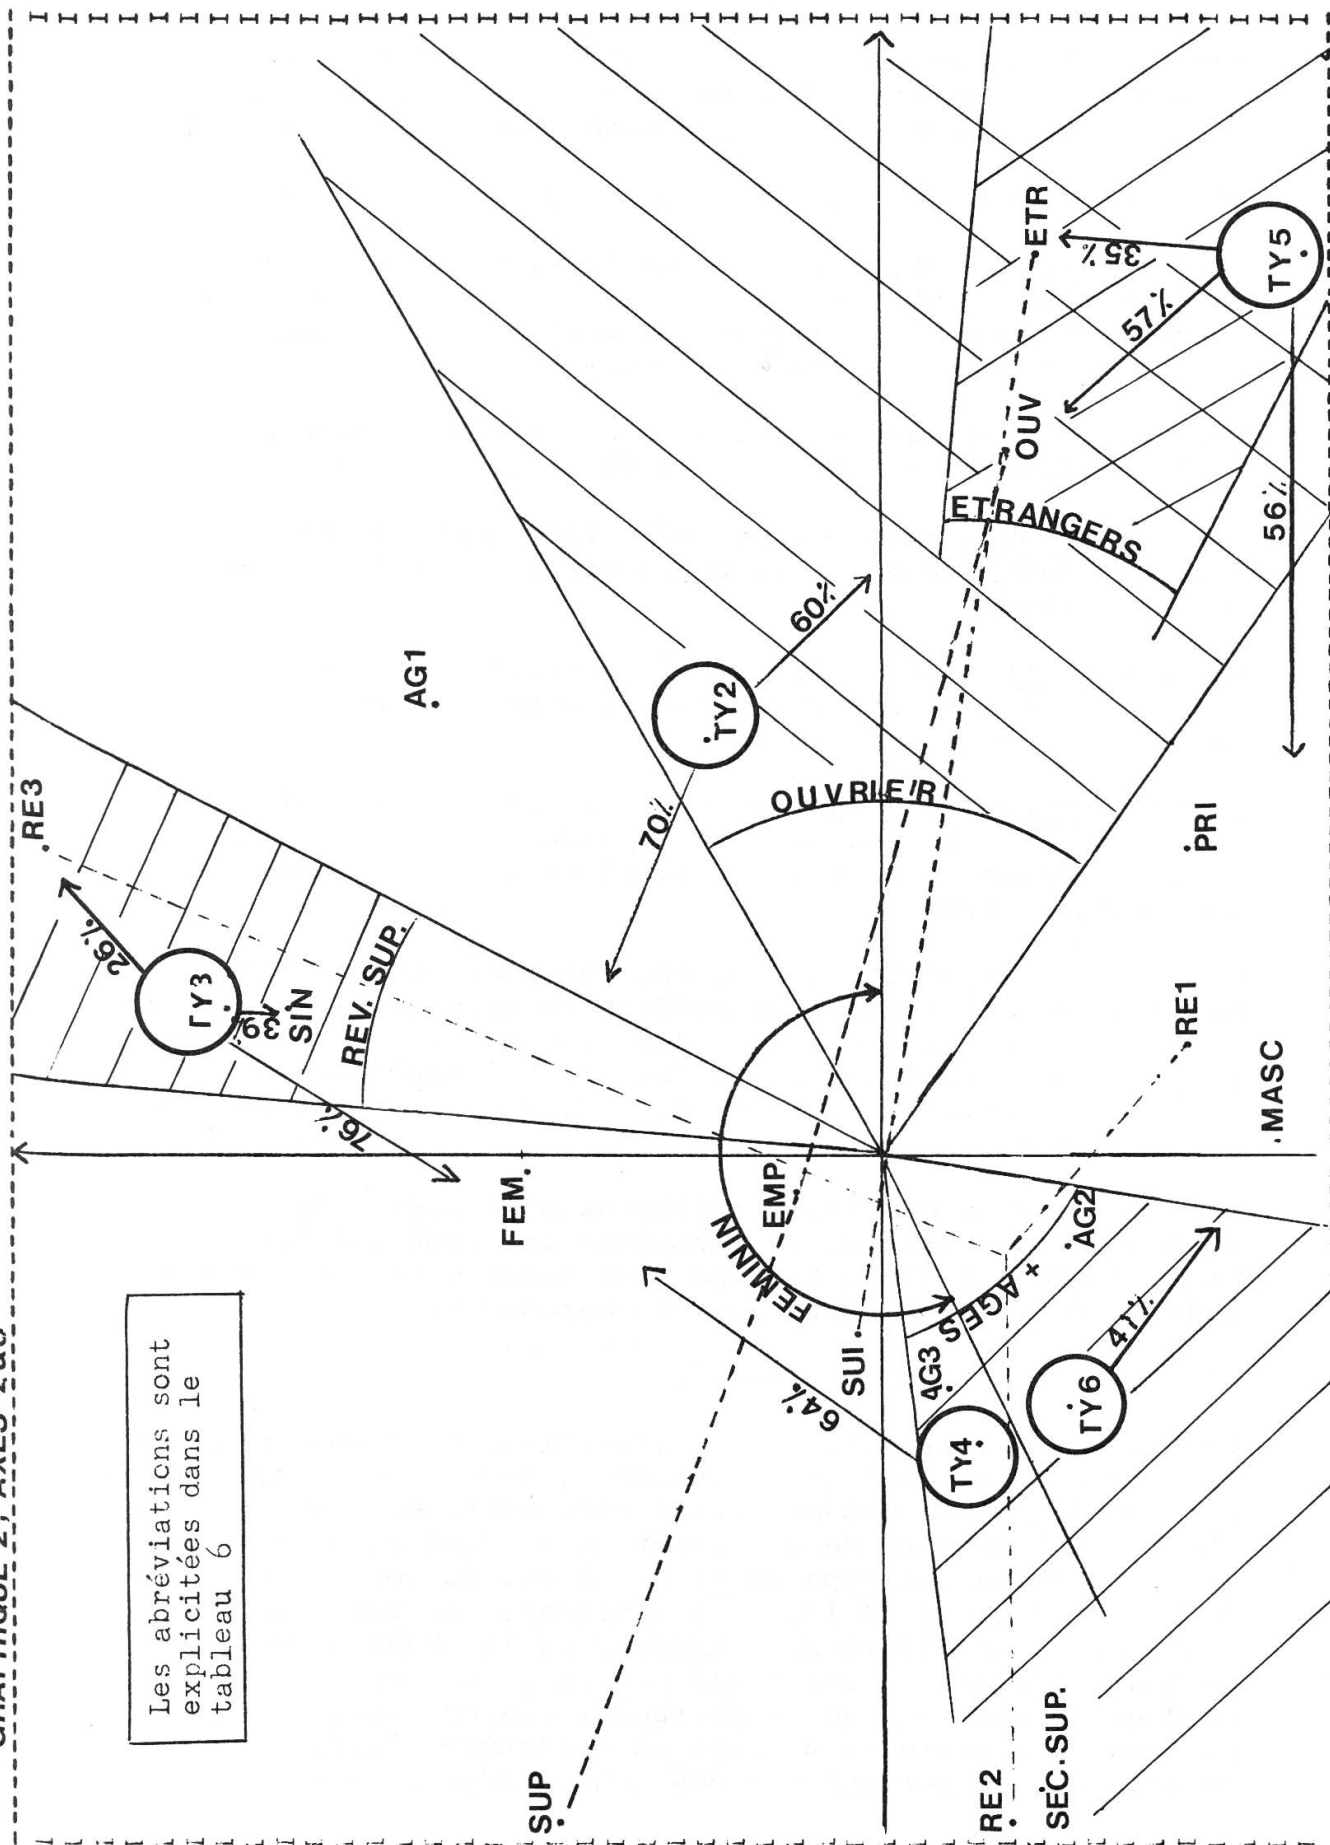 Les abréviations sont
explicitées dans le
tableau 6
RE3
26%
TY3
39
SIN
REV. SUP.
76%
AG1
FEM.
SUP
70%
TY2
60%
OUVRIER
EMP
FEMININ
64%
SUI
AG3
+ AGES
AG2
TY4
TY6
41%
RE2
SEC. SUP.
ETR
35%
57%
TY5
OUV
ETRANGERS
56%
PRI
RE1
MASC